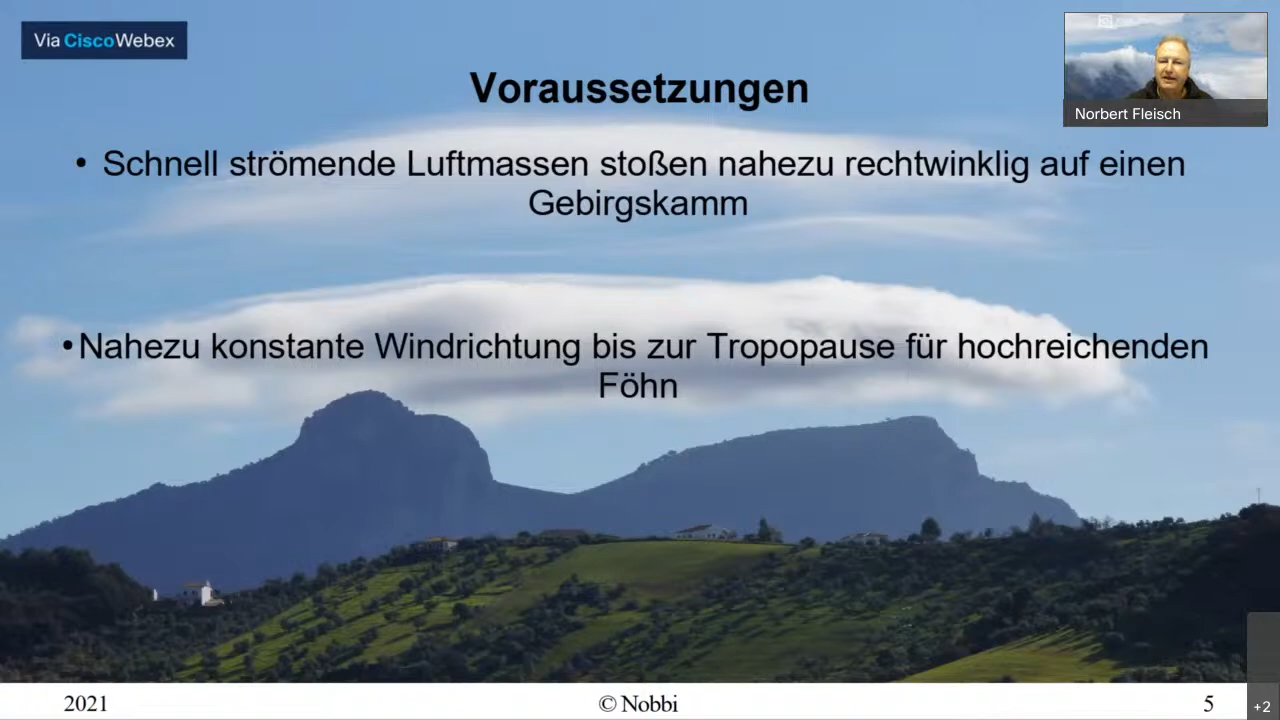 Via CiscoWebex
Voraussetzungen
Norbert Fleisch
• Schnell strömende Luftmassen stoßen nahezu rechtwinklig auf einen
Gebirgskamm
• Nahezu konstante Windrichtung bis zur Tropopause für hochreichenden
Föhn
2021
© Nobbi
5
+2